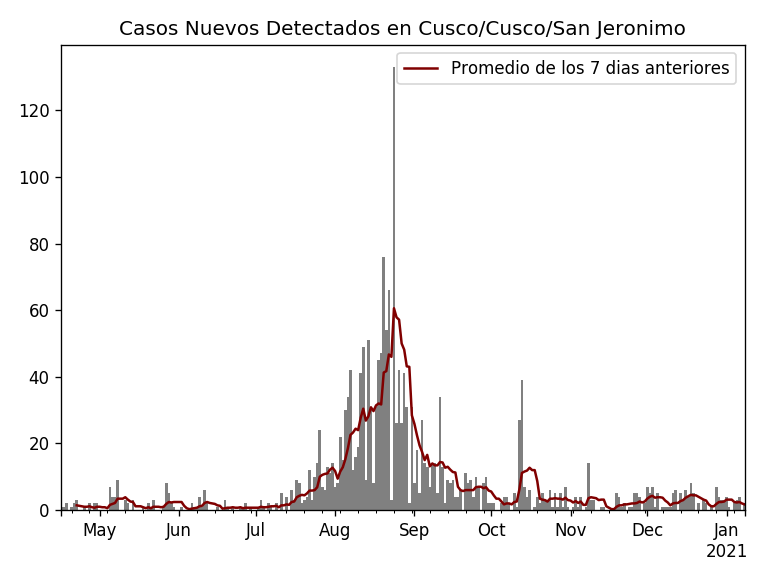 Casos Nuevos Detectados en Cusco/Cusco/San Jeronimo
Promedio de los 7 dias anteriores
120
100
80
60
40
20
0
May Jun Jul Aug Sep Oct Nov Dec Jan
2021